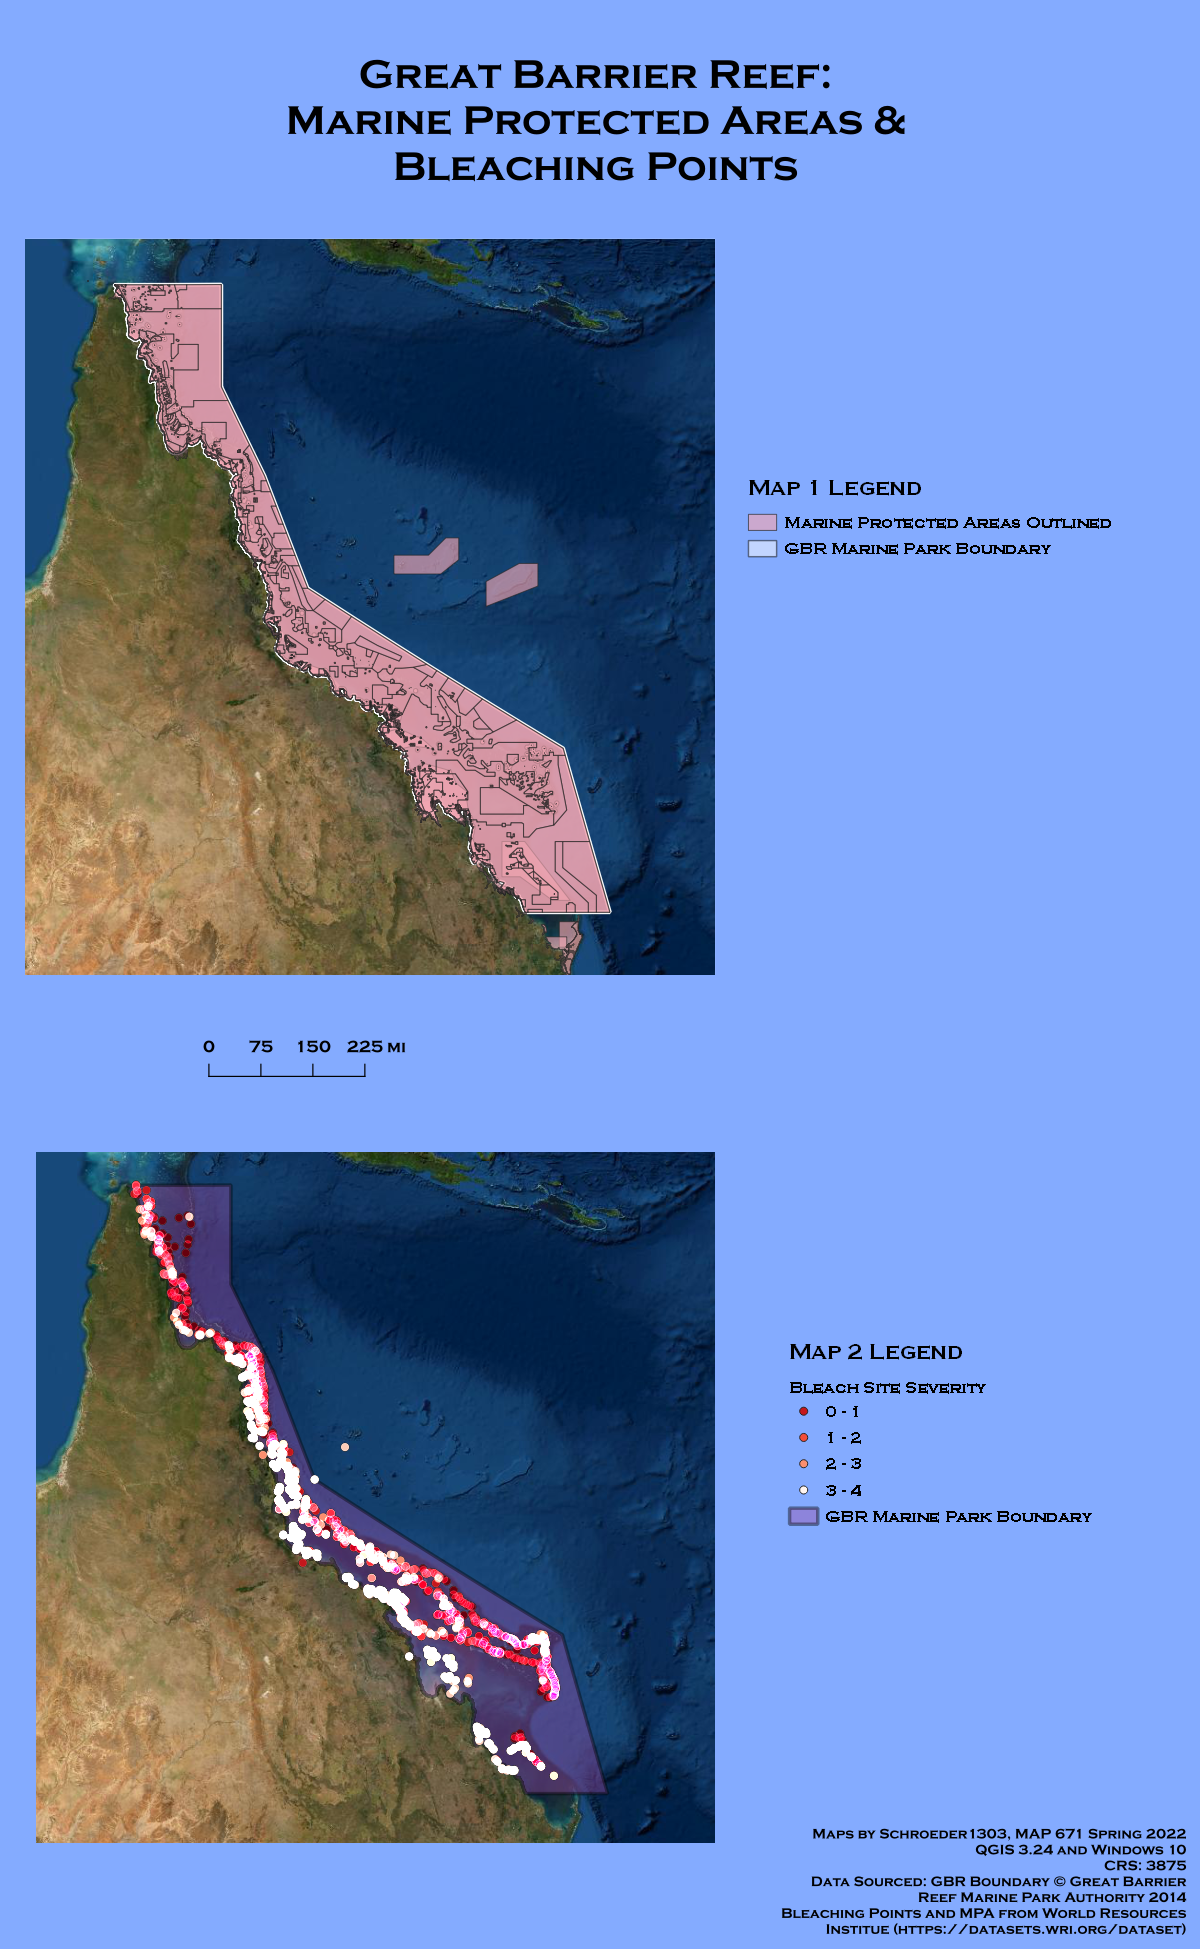 Great Barrier Reef:
Marine Protected Areas &
Bleaching Points
Map 1 Legend
Marine Protected Areas Outlined
GBR Marine Park Boundary
0 75 150 225 mi
Map 2 Legend
Bleach Site Severity
0 - 1
1 - 2
2 - 3
3 - 4
GBR Marine Park Boundary
Maps by Schroeder1303, MAP 671 Spring 2022
QGIS 3.24 and Windows 10
CRS: 3875
Data Sourced: GBR Boundary © Great Barrier
Reef Marine Park Authority 2014
Bleaching Points and MPA from World Resources
Institue (https://datasets.wri.org/dataset)